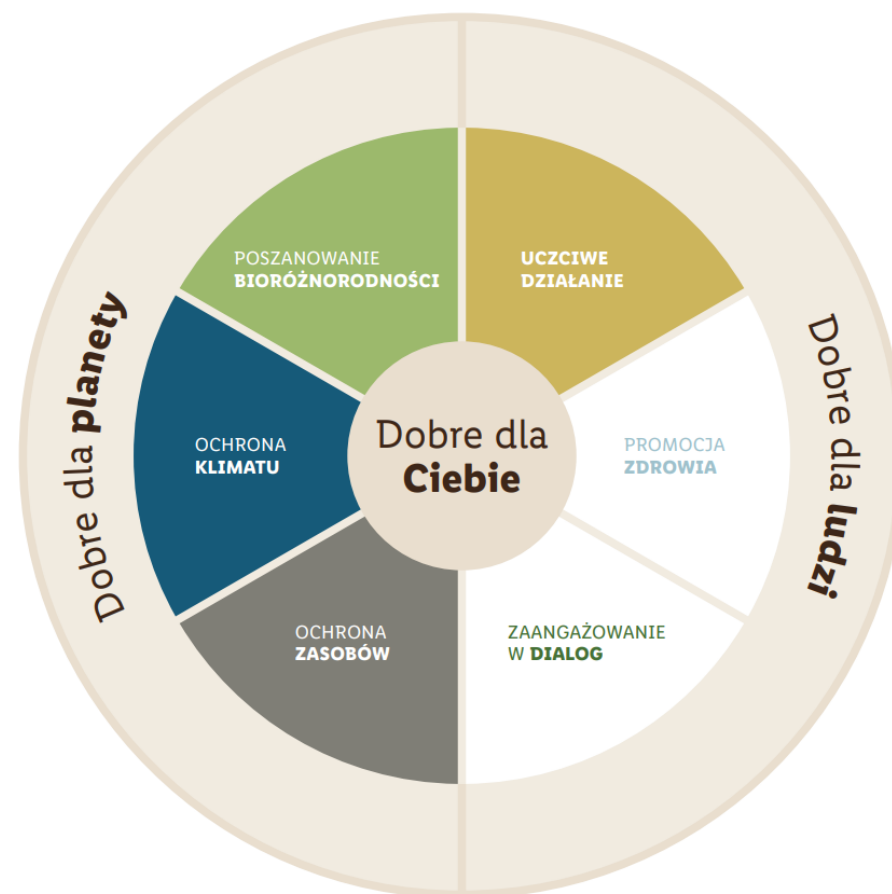 POSZANOWANIE
BIORÓŻNORODNOŚCI
UCZCIWE
DZIAŁANIE
Dobre dla planety
OCHRONA
KLIMATU
Dobre dla
Ciebie
PROMOCJA
ZDROWIA
Dobre dla ludzi
OCHRONA
ZASOBÓW
ZAANGAŻOWANIE
W DIALOG